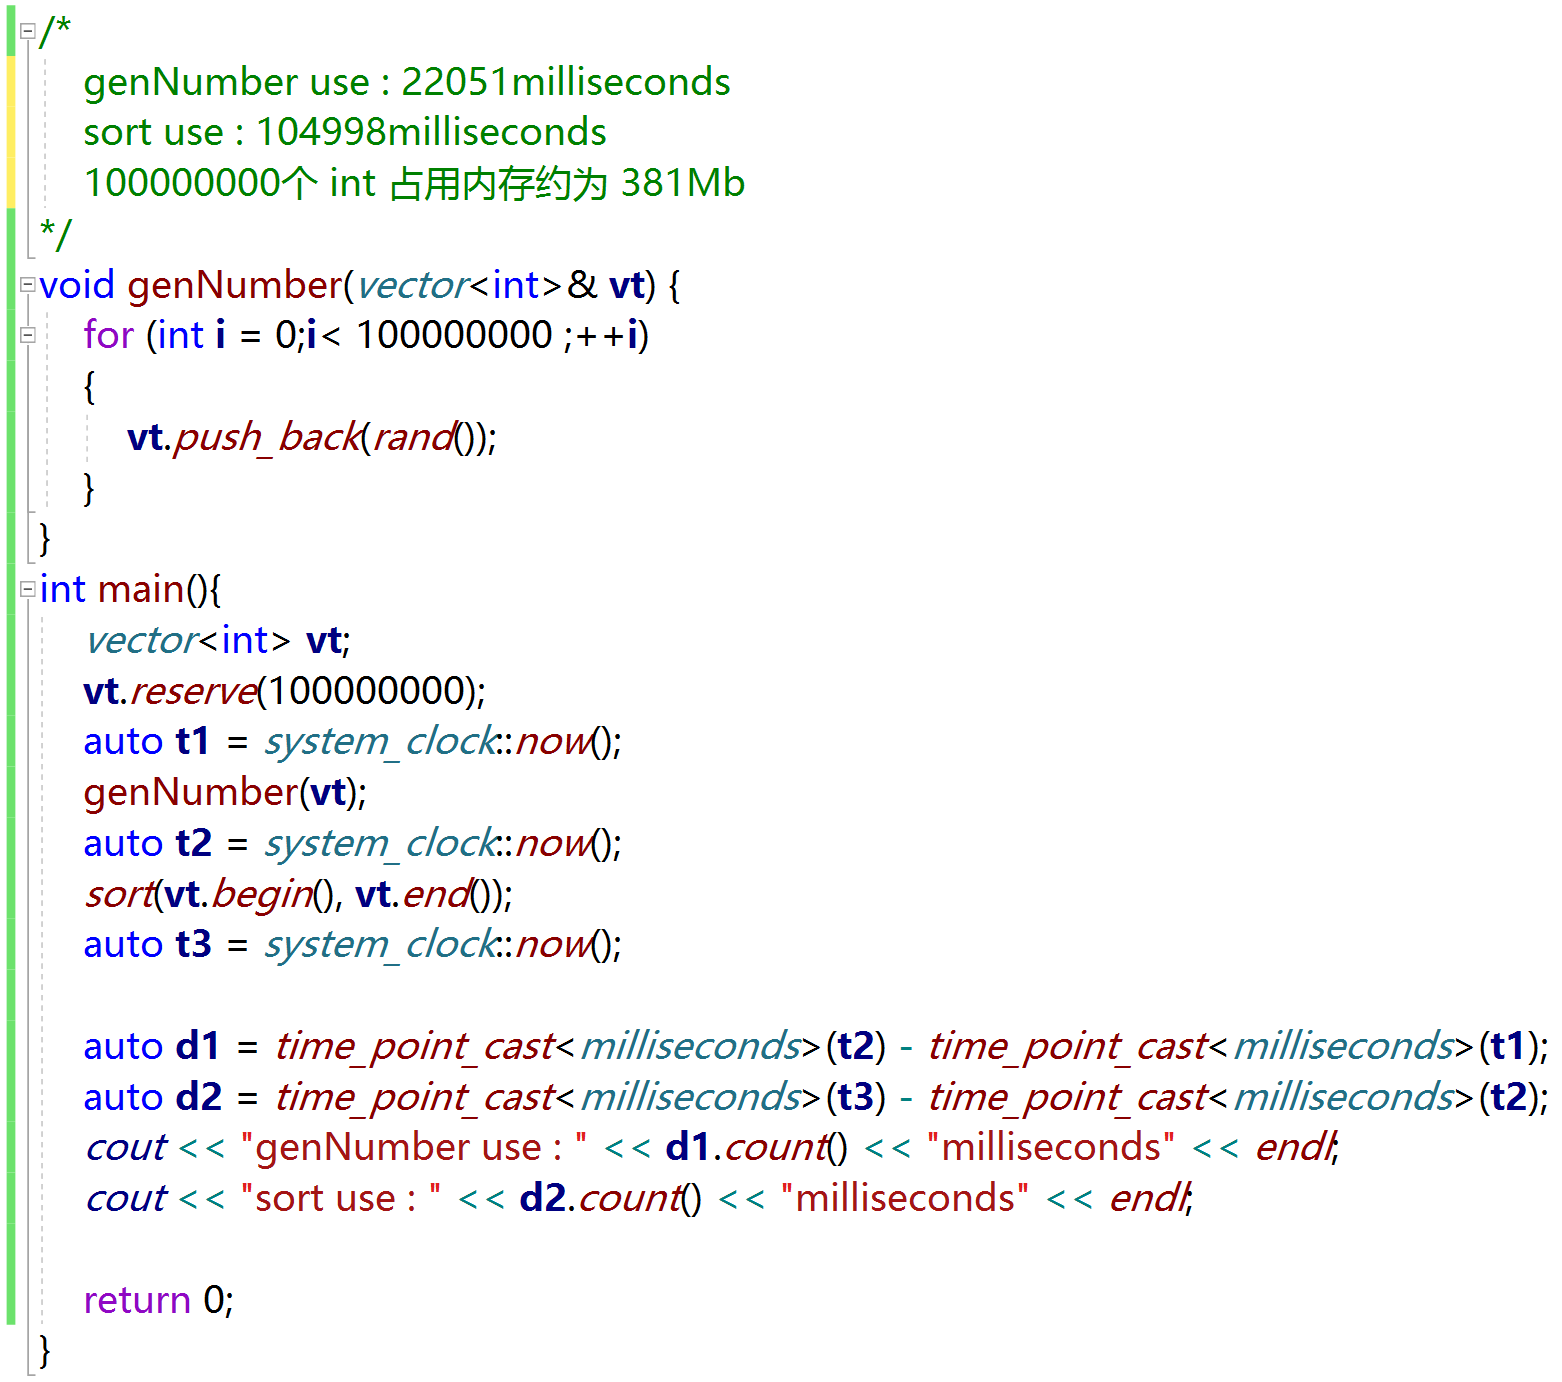 /*
genNumber use : 22051milliseconds
sort use : 104998milliseconds
100000000个 int 占用内存约为 381Mb
*/
void genNumber(vector<int>& vt) {
for (int i = 0;i< 100000000 ;++i)
{
vt.push_back(rand());
}
}
int main(){
vector<int> vt;
vt.reserve(100000000);
auto t1 = system_clock::now();
genNumber(vt);
auto t2 = system_clock::now();
sort(vt.begin(), vt.end());
auto t3 = system_clock::now();
auto d1 = time_point_cast<milliseconds>(t2) - time_point_cast<milliseconds>(t1);
auto d2 = time_point_cast<milliseconds>(t3) - time_point_cast<milliseconds>(t2);
cout << "genNumber use : " << d1.count() << "milliseconds" << endl;
cout << "sort use : " << d2.count() << "milliseconds" << endl;
return 0;
}